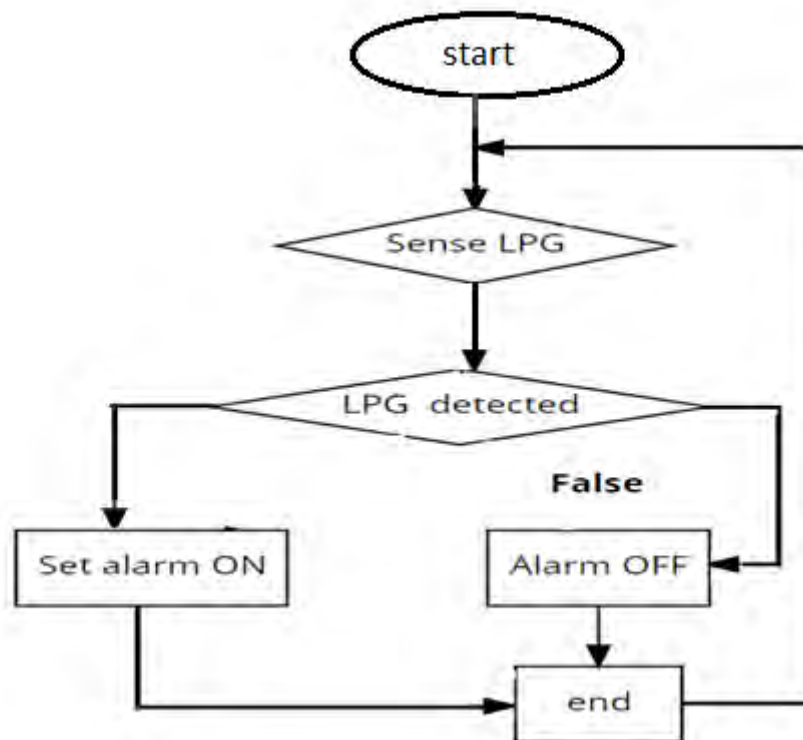 start
Sense LPG
LPG detected
False
Set alarm ON
Alarm OFF
end